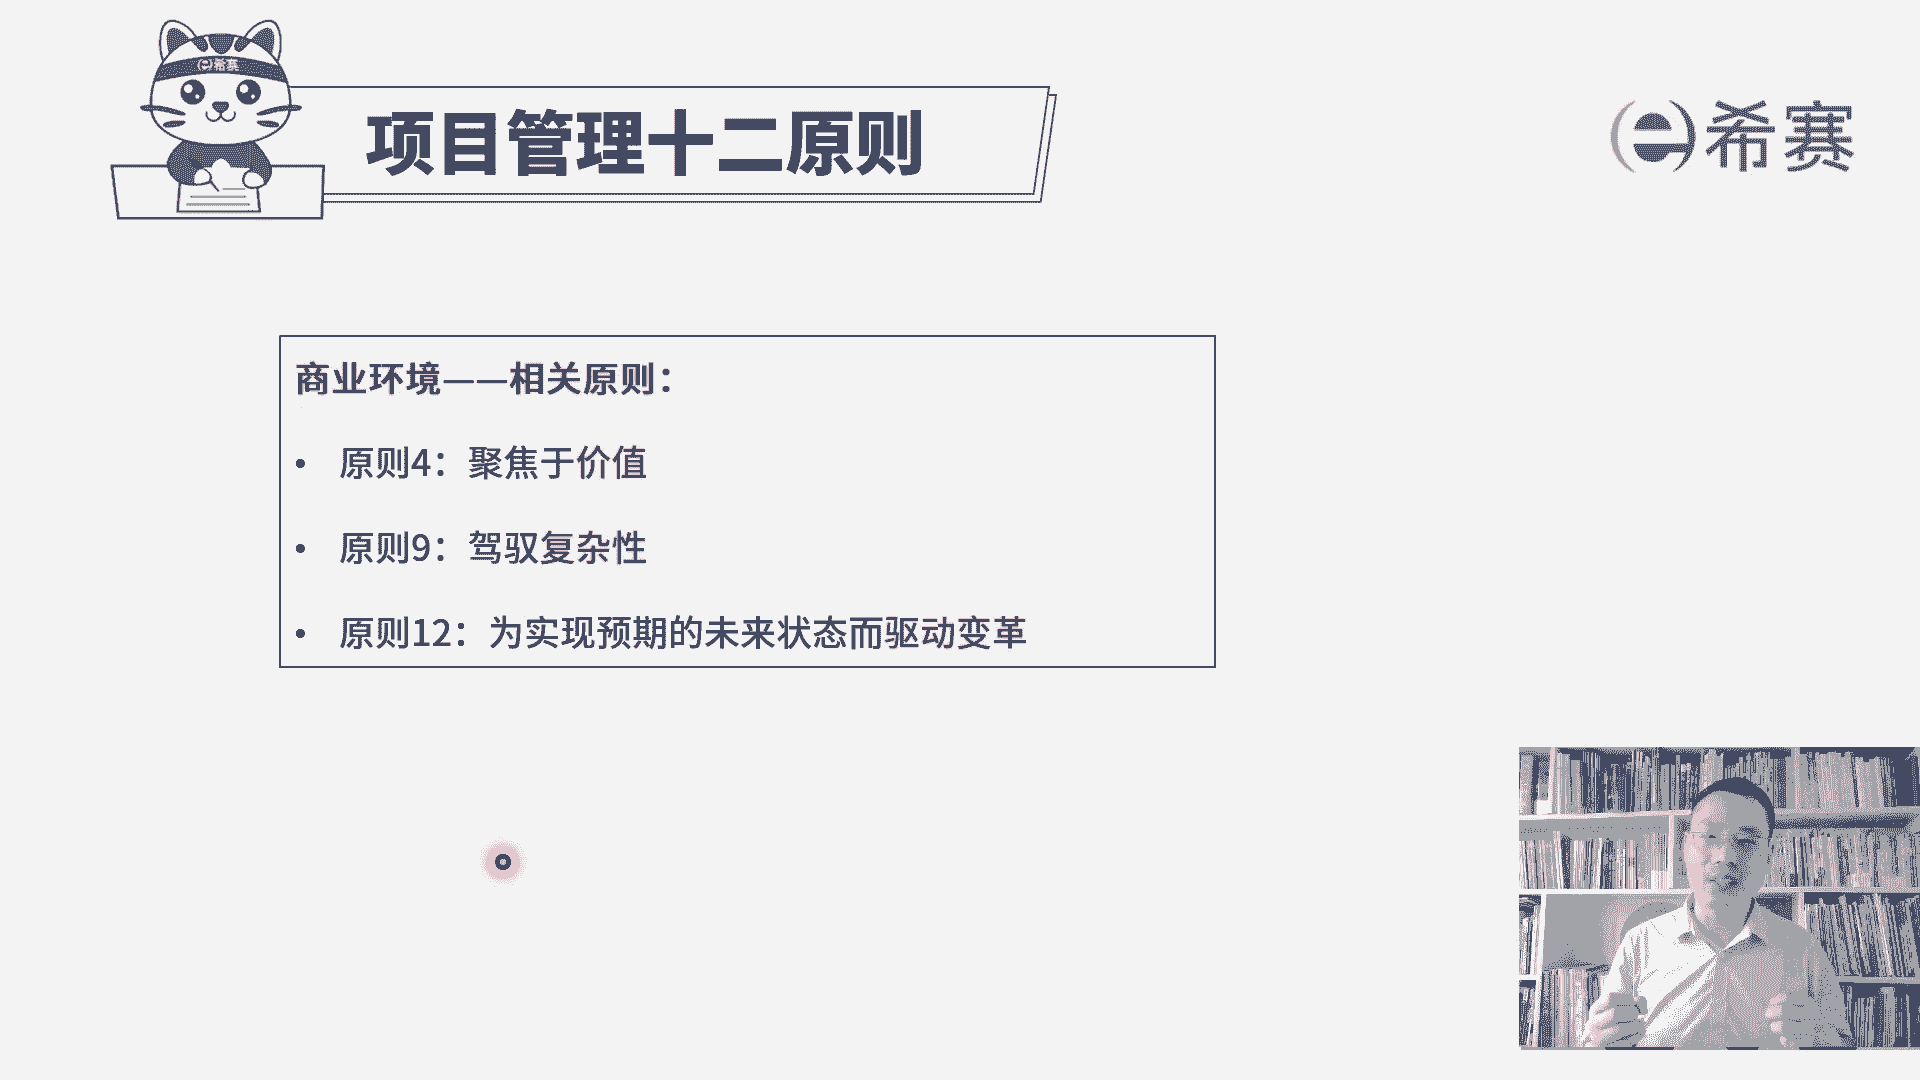 希赛
项目管理十二原则
希赛
商业环境——相关原则：
• 原则4：聚焦于价值
• 原则9：驾驭复杂性
• 原则12：为实现预期的未来状态而驱动变革